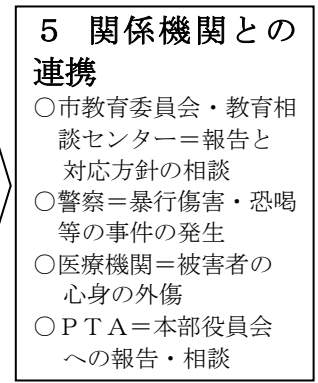 ５　関係機関との
連携
○市教育委員会・教育相
談センター＝報告と
対応方針の相談
○警察＝暴行傷害・恐喝
等の事件の発生
○医療機関＝被害者の
心身の外傷
○ＰＴＡ＝本部役員会
への報告・相談